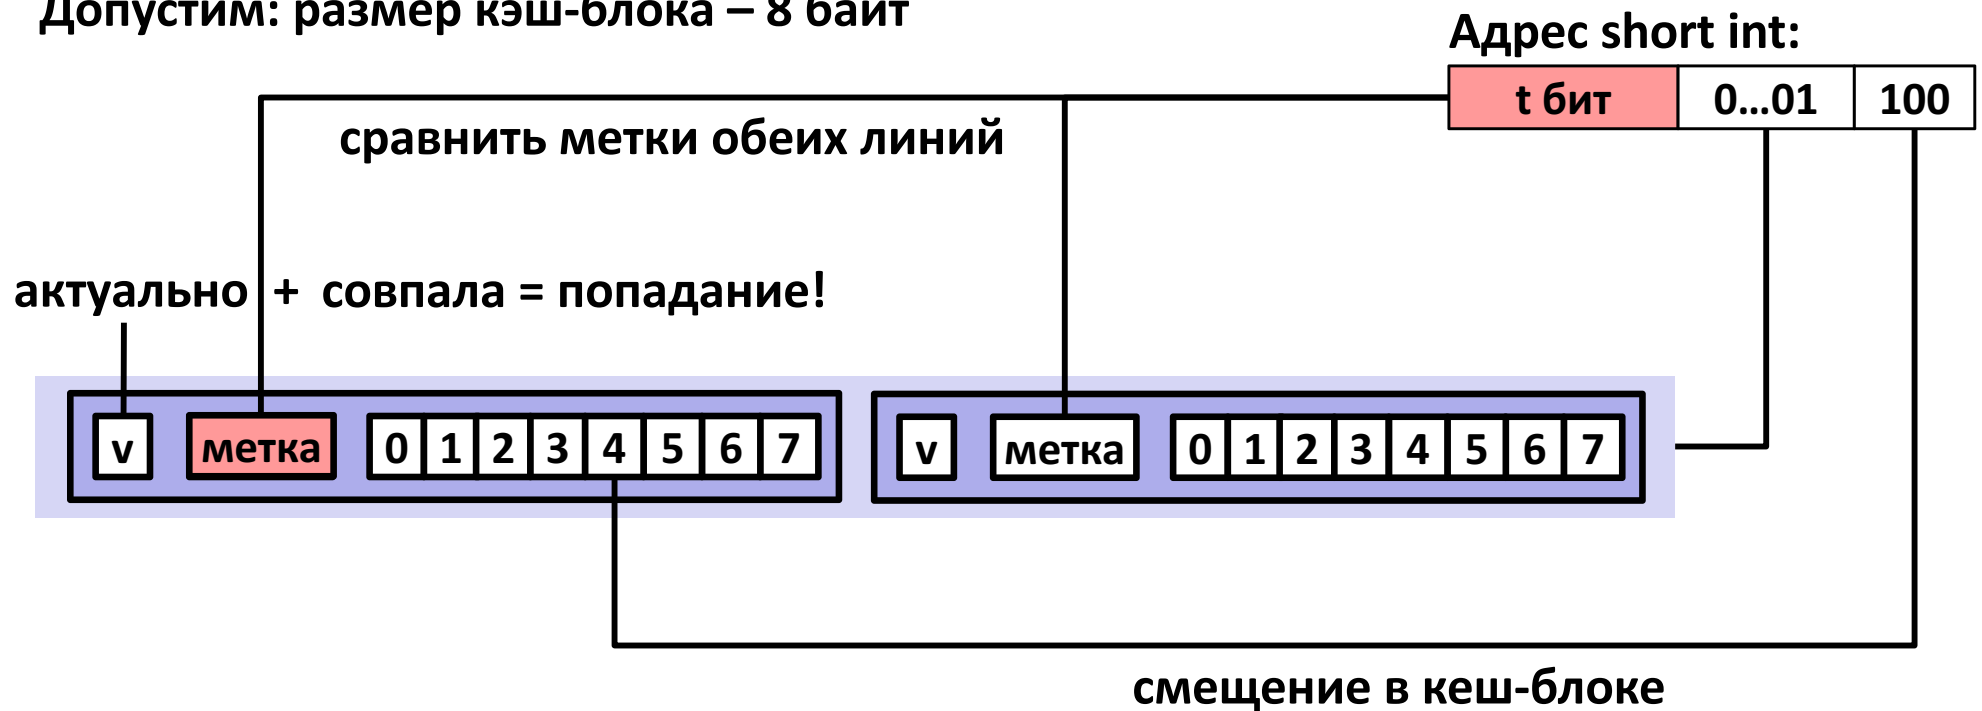 Допустим: размер кэш-блока – 8 байт
Адрес short int:
t бит 0...01 100
сравнить метки обеих линий
актуально + совпала = попадание!
v метка 0 1 2 3 4 5 6 7 v метка 0 1 2 3 4 5 6 7
смещение в кеш-блоке